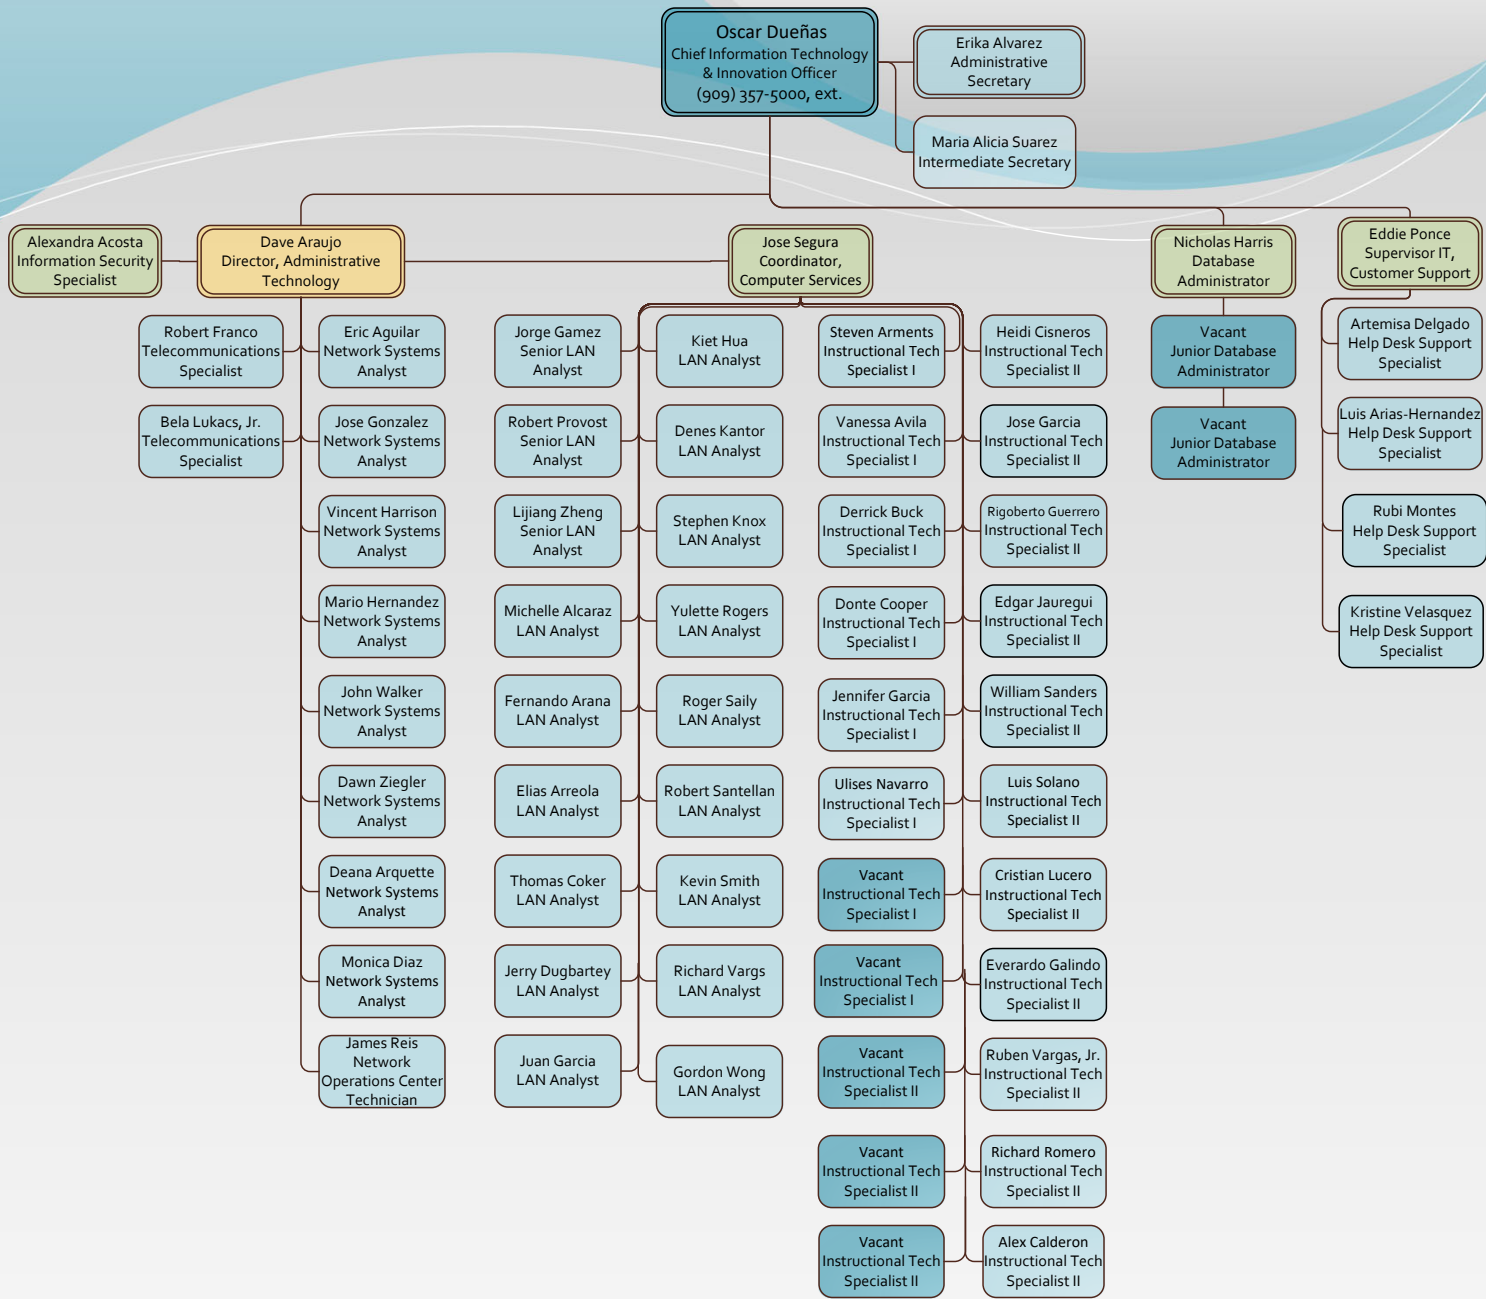 Oscar Dueñas
Chief Information Technology
& Innovation Officer
(909) 357-5000, ext.
Erika Alvarez
Administrative
Secretary
Maria Alicia Suarez
Intermediate Secretary
Alexandra Acosta
Information Security
Specialist
Dave Araujo
Director, Administrative
Technology
Jose Segura
Coordinator,
Computer Services
Nicholas Harris
Database
Administrator
Eddie Ponce
Supervisor IT,
Customer Support
Robert Franco
Telecommunications
Specialist
Bela Lukacs, Jr.
Telecommunications
Specialist
Eric Aguilar
Network Systems
Analyst
Jose Gonzalez
Network Systems
Analyst
Vincent Harrison
Network Systems
Analyst
Mario Hernandez
Network Systems
Analyst
John Walker
Network Systems
Analyst
Dawn Ziegler
Network Systems
Analyst
Deana Arquette
Network Systems
Analyst
Monica Diaz
Network Systems
Analyst
James Reis
Network
Operations Center
Technician
Jorge Gamez
Senior LAN
Analyst
Robert Provost
Senior LAN
Analyst
Lijiang Zheng
Senior LAN
Analyst
Michelle Alcaraz
LAN Analyst
Fernando Arana
LAN Analyst
Elias Arreola
LAN Analyst
Thomas Coker
LAN Analyst
Jerry Dugbartey
LAN Analyst
Juan Garcia
LAN Analyst
Kiet Hua
LAN Analyst
Denes Kantor
LAN Analyst
Stephen Knox
LAN Analyst
Yulette Rogers
LAN Analyst
Roger Saily
LAN Analyst
Robert Santellan
LAN Analyst
Kevin Smith
LAN Analyst
Richard Vargs
LAN Analyst
Gordon Wong
LAN Analyst
Steven Arments
Instructional Tech
Specialist I
Vanessa Avila
Instructional Tech
Specialist I
Derrick Buck
Instructional Tech
Specialist I
Donte Cooper
Instructional Tech
Specialist I
Jennifer Garcia
Instructional Tech
Specialist I
Ulises Navarro
Instructional Tech
Specialist I
Vacant
Instructional Tech
Specialist I
Vacant
Instructional Tech
Specialist I
Vacant
Instructional Tech
Specialist II
Vacant
Instructional Tech
Specialist II
Vacant
Instructional Tech
Specialist II
Heidi Cisneros
Instructional Tech
Specialist II
Jose Garcia
Instructional Tech
Specialist II
Rigoberto Guerrero
Instructional Tech
Specialist II
Edgar Jauregui
Instructional Tech
Specialist II
William Sanders
Instructional Tech
Specialist II
Luis Solano
Instructional Tech
Specialist II
Cristian Lucero
Instructional Tech
Specialist II
Everardo Galindo
Instructional Tech
Specialist II
Ruben Vargas, Jr.
Instructional Tech
Specialist II
Richard Romero
Instructional Tech
Specialist II
Alex Calderon
Instructional Tech
Specialist II
Vacant
Junior Database
Administrator
Vacant
Junior Database
Administrator
Artemisa Delgado
Help Desk Support
Specialist
Luis Arias-Hernandez
Help Desk Support
Specialist
Rubi Montes
Help Desk Support
Specialist
Kristine Velasquez
Help Desk Support
Specialist